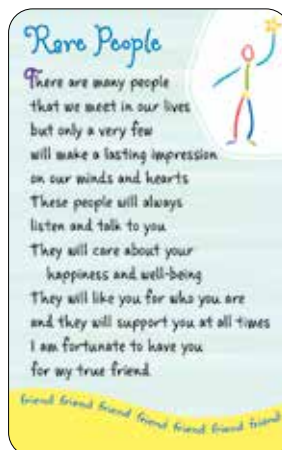 Rare People
There are many people
that we meet in our lives
but only a very few
will make a lasting impression
on our minds and hearts
These people will always
listen and talk to you
They will care about your
happiness and well-being
They will like you for who you are
and they will support you at all times
I am fortunate to have you
for my true friend
friend friend friend friend friend friend friend